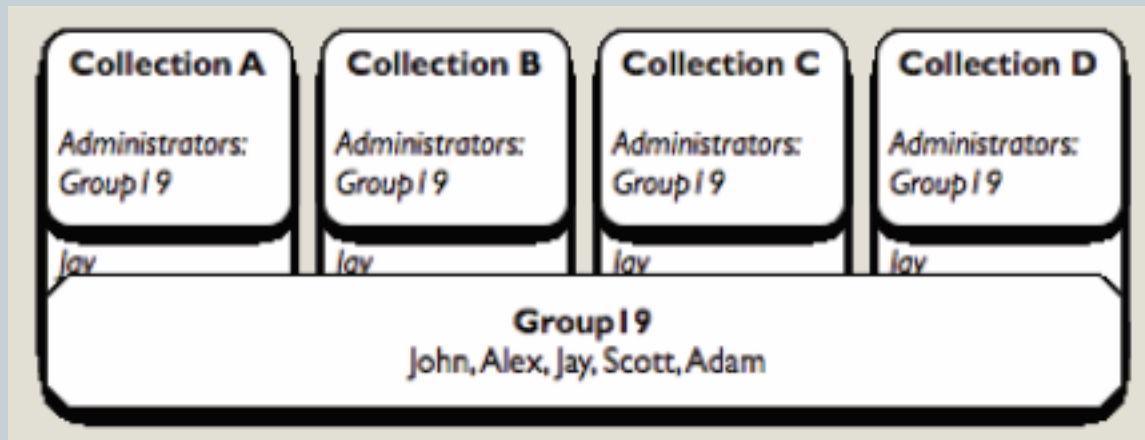 Collection A
Administrators:
Group19
Jay
Collection B
Administrators:
Group19
Jay
Collection C
Administrators:
Group19
Jay
Collection D
Administrators:
Group19
Jay
Group19
John, Alex, Jay, Scott, Adam